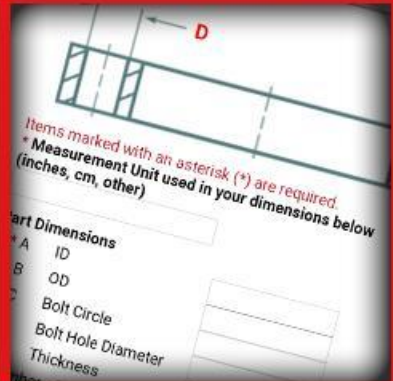 D
Items marked with an asterisk (*) are required.
* Measurement Unit used in your dimensions below
(inches, cm, other)
art Dimensions
* A ID
B OD
Bolt Circle
Bolt Hole Diameter
Thickness